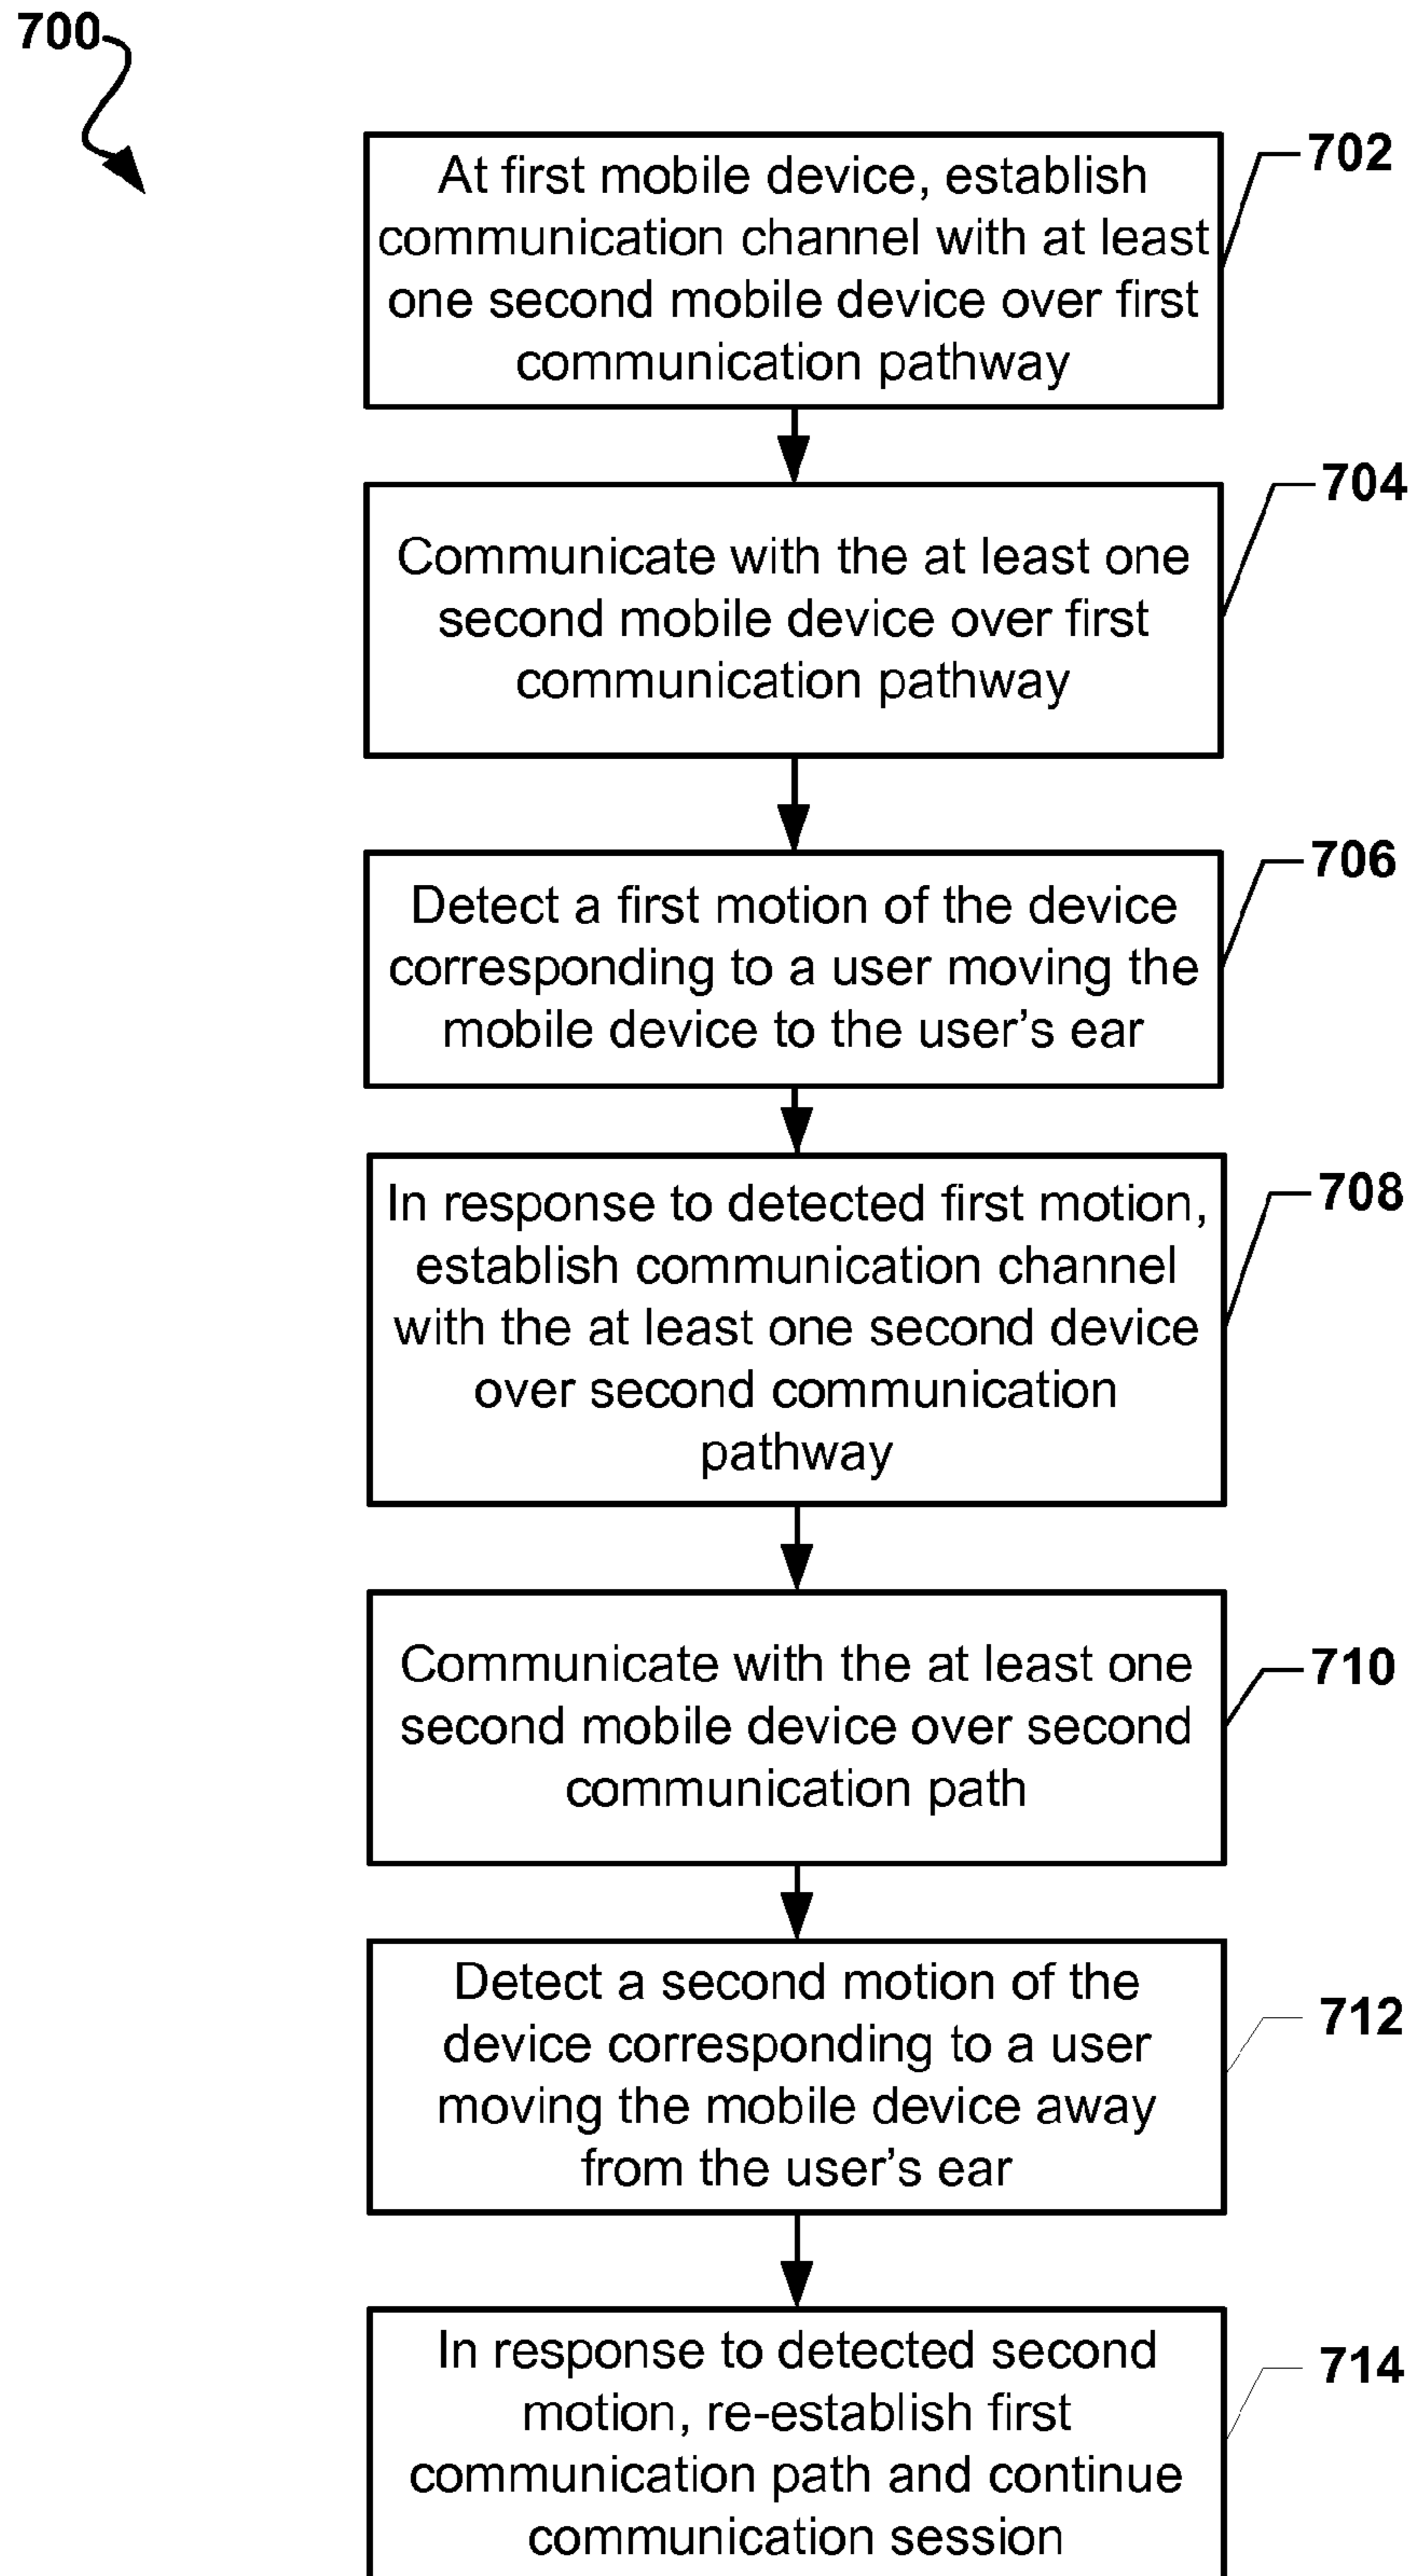 700
702
At first mobile device, establish
communication channel with at least
one second mobile device over first
communication pathway
704
Communicate with the at least one
second mobile device over first
communication pathway
706
Detect a first motion of the device
corresponding to a user moving the
mobile device to the user’s ear
708
In response to detected first motion,
establish communication channel
with the at least one second device
over second communication
pathway
710
Communicate with the at least one
second mobile device over second
communication path
712
Detect a second motion of the
device corresponding to a user
moving the mobile device away
from the user’s ear
714
In response to detected second
motion, re-establish first
communication path and continue
communication session